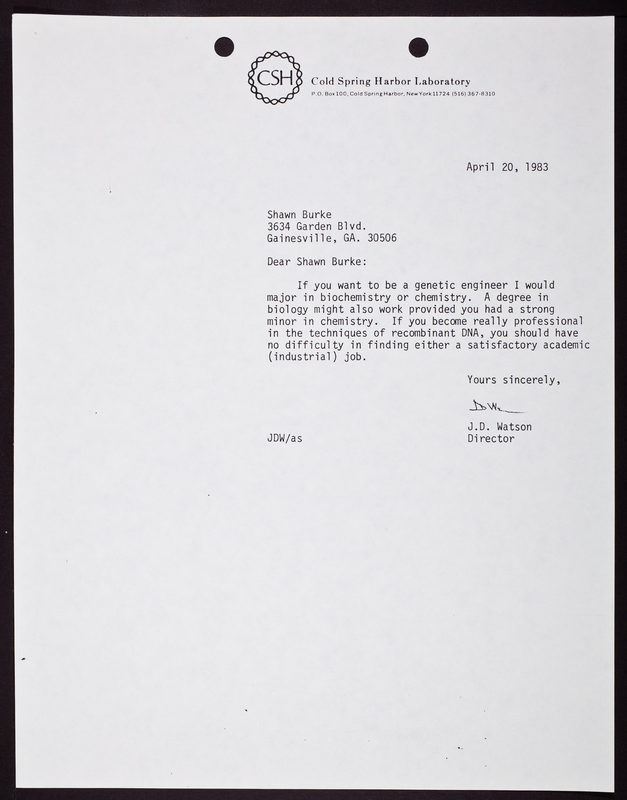 CSH
Cold Spring Harbor Laboratory
P.O. Box 100, Cold Spring Harbor, New York 11724 (516) 367-8310
April 20, 1983
Shawn Burke
3634 Garden Blvd.
Gainesville, GA. 30506
Dear Shawn Burke:
If you want to be a genetic engineer I would
major in biochemistry or chemistry. A degree in
biology might also work provided you had a strong
minor in chemistry. If you become really professional
in the techniques of recombinant DNA, you should have
no difficulty in finding either a satisfactory academic
(industrial) job.
Yours sincerely,
J.D. Watson
JDW/as Director